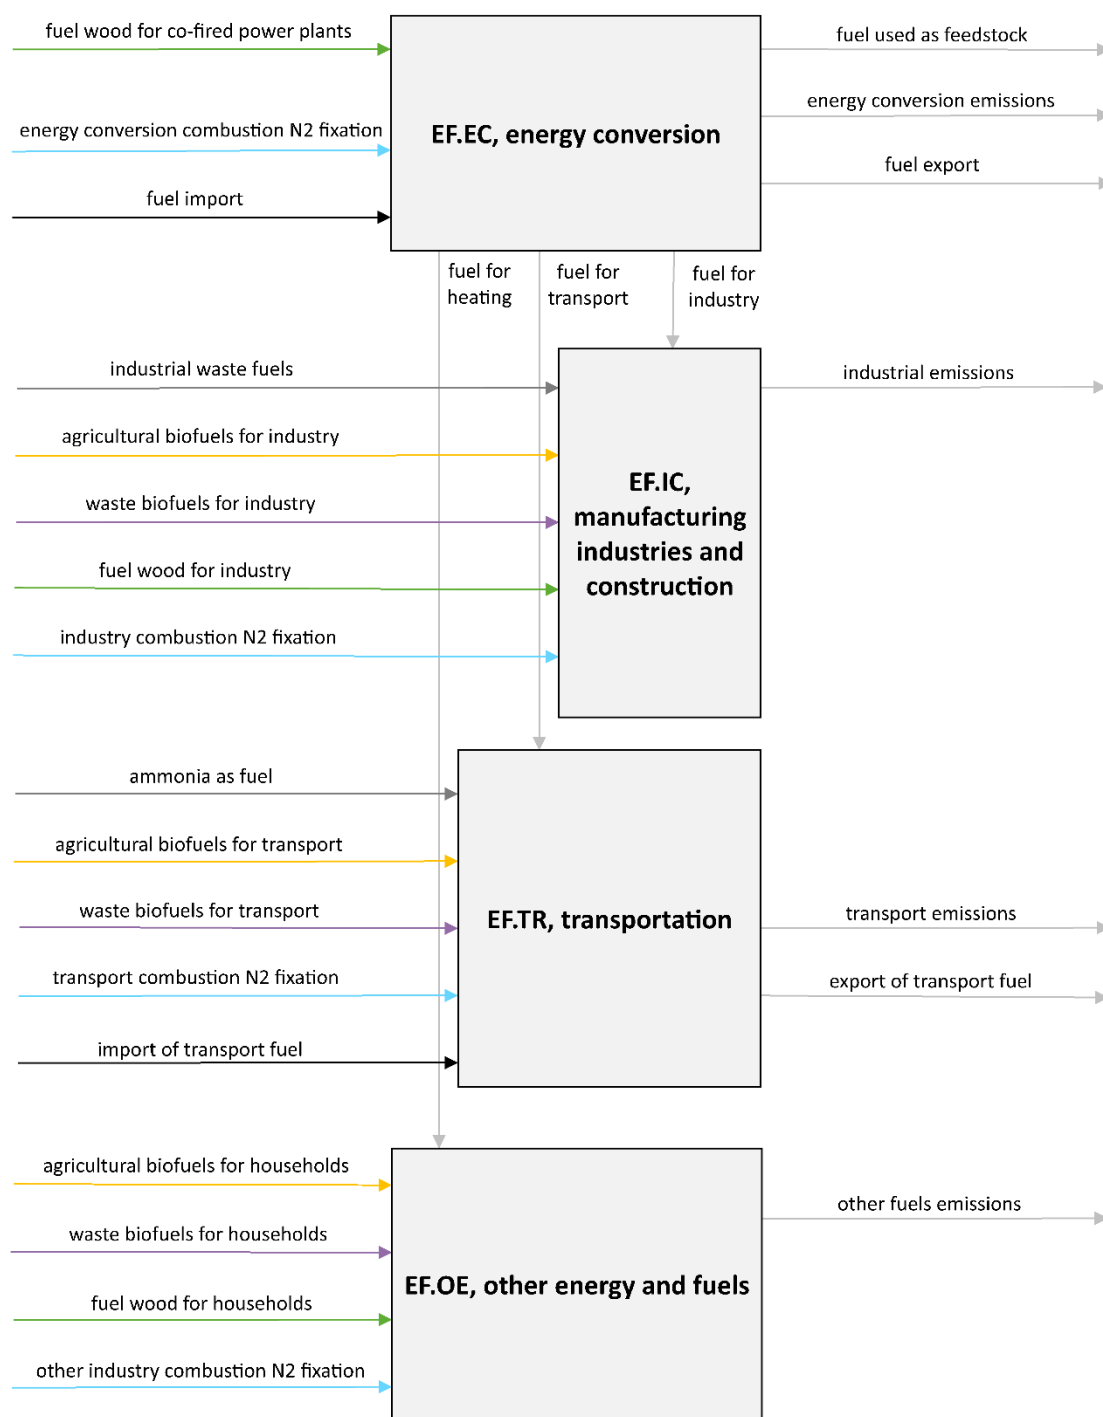 fuel wood for co-fired power plants
energy conversion combustion N2 fixation
fuel import
EF.EC, energy conversion
fuel used as feedstock
energy conversion emissions
fuel export
fuel for
heating
fuel for
transport
fuel for
industry
industrial waste fuels
agricultural biofuels for industry
waste biofuels for industry
fuel wood for industry
industry combustion N2 fixation
EF.IC,
manufacturing
industries and
construction
industrial emissions
ammonia as fuel
agricultural biofuels for transport
waste biofuels for transport
transport combustion N2 fixation
import of transport fuel
EF.TR, transportation
transport emissions
export of transport fuel
agricultural biofuels for households
waste biofuels for households
fuel wood for households
other industry combustion N2 fixation
EF.OE, other energy and fuels
other fuels emissions